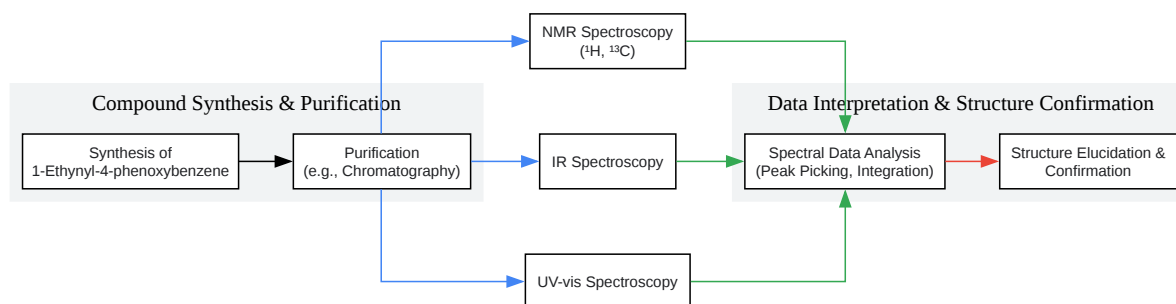 NMR Spectroscopy
(¹H, ¹³C)
Compound Synthesis & Purification
Data Interpretation & Structure Confirmation
Synthesis of
1-Ethynyl-4-phenoxybenzene
Purification
(e.g., Chromatography)
IR Spectroscopy
Spectral Data Analysis
(Peak Picking, Integration)
Structure Elucidation &
Confirmation
UV-vis Spectroscopy